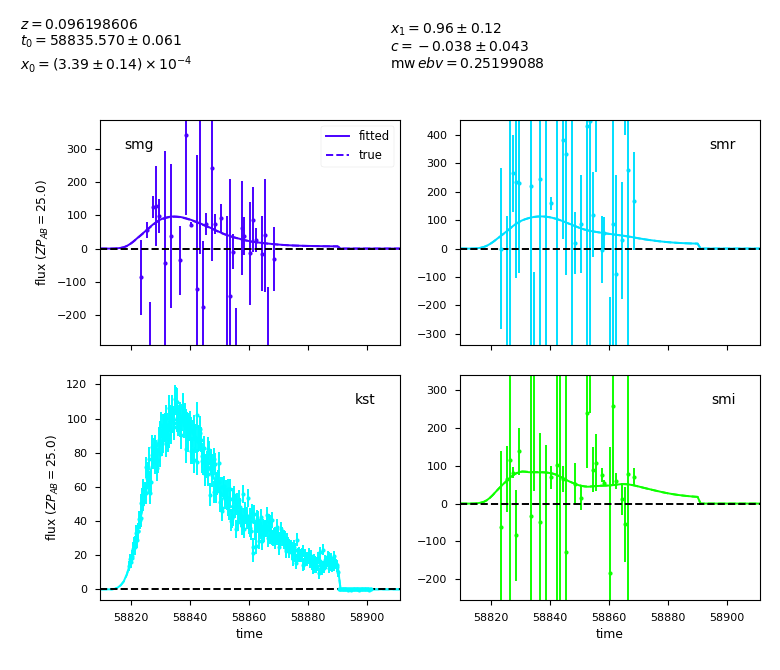 z = 0.096198606
t₀ = 58835.570 ± 0.061
x₀ = (3.39 ± 0.14) × 10⁻⁴
x₁ = 0.96 ± 0.12
c = −0.038 ± 0.043
mw ebv = 0.25199088
smg
fitted
true
300
200
100
0
−100
−200
flux (ZP_AB = 25.0)
smr
400
300
200
100
0
−100
−200
−300
kst
120
100
80
60
40
20
0
flux (ZP_AB = 25.0)
58820 58840 58860 58880 58900
time
smi
300
200
100
0
−100
−200
58820 58840 58860 58880 58900
time